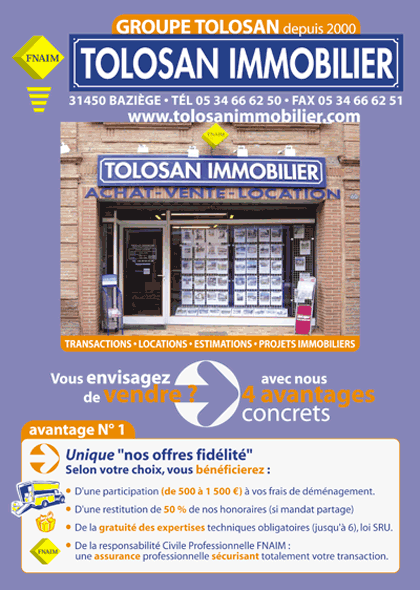 GROUPE TOLOSAN depuis 2000
FNAIM
TOLOSAN IMMOBILIER
31450 BAZIÈGE • TÉL 05 34 66 62 50 • FAX 05 34 66 62 51
www.tolosanimmobilier.com
FNAIM
TOLOSAN IMMOBILIER
ACHAT-VENTE-LOCATION
TRANSACTIONS • LOCATIONS • ESTIMATIONS • PROJETS IMMOBILIERS
Vous envisagez
de vendre ?
avec nous
4 avantages
concrets
avantage N° 1
Unique "nos offres fidélité"
Selon votre choix, vous bénéficierez :
• D'une participation (de 500 à 1 500 €) à vos frais de déménagement.
• D'une restitution de 50 % de nos honoraires (si mandat partage)
• De la gratuité des expertises techniques obligatoires (jusqu'à 6), loi SRU.
FNAIM
• De la responsabilité Civile Professionnelle FNAIM :
une assurance professionnelle sécurisant totalement votre transaction.